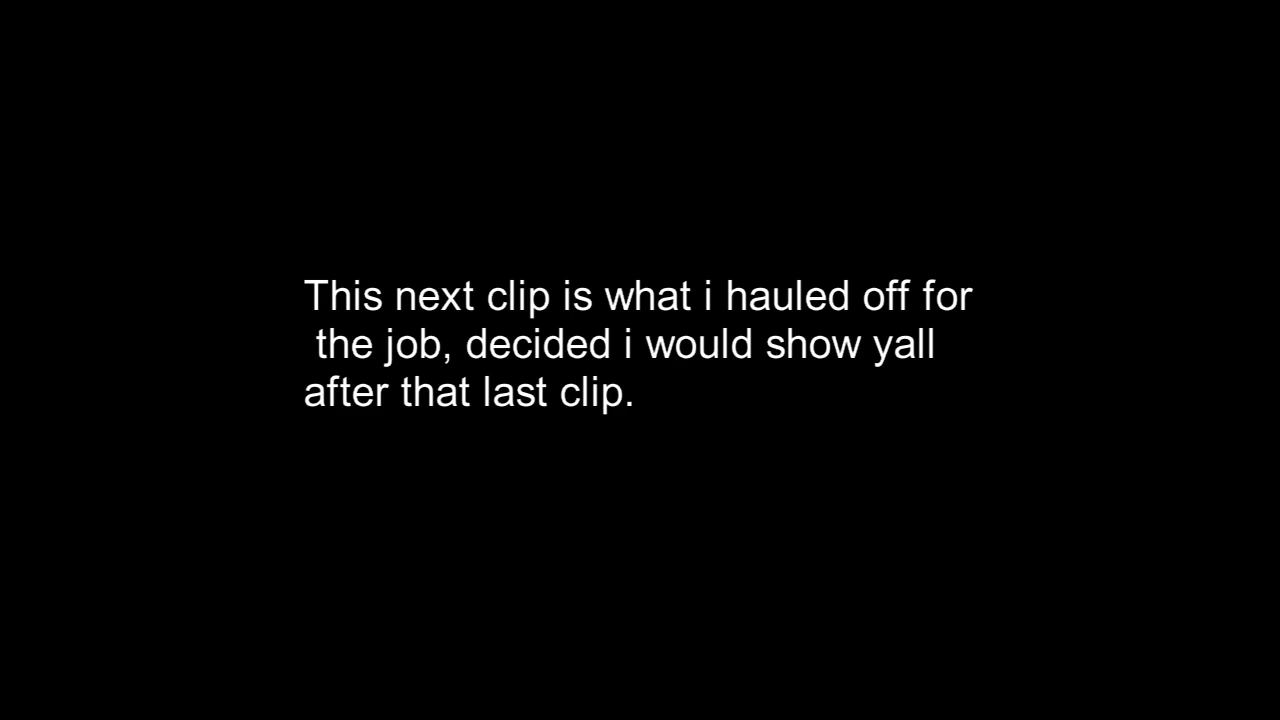 This next clip is what i hauled off for
the job, decided i would show yall
after that last clip.